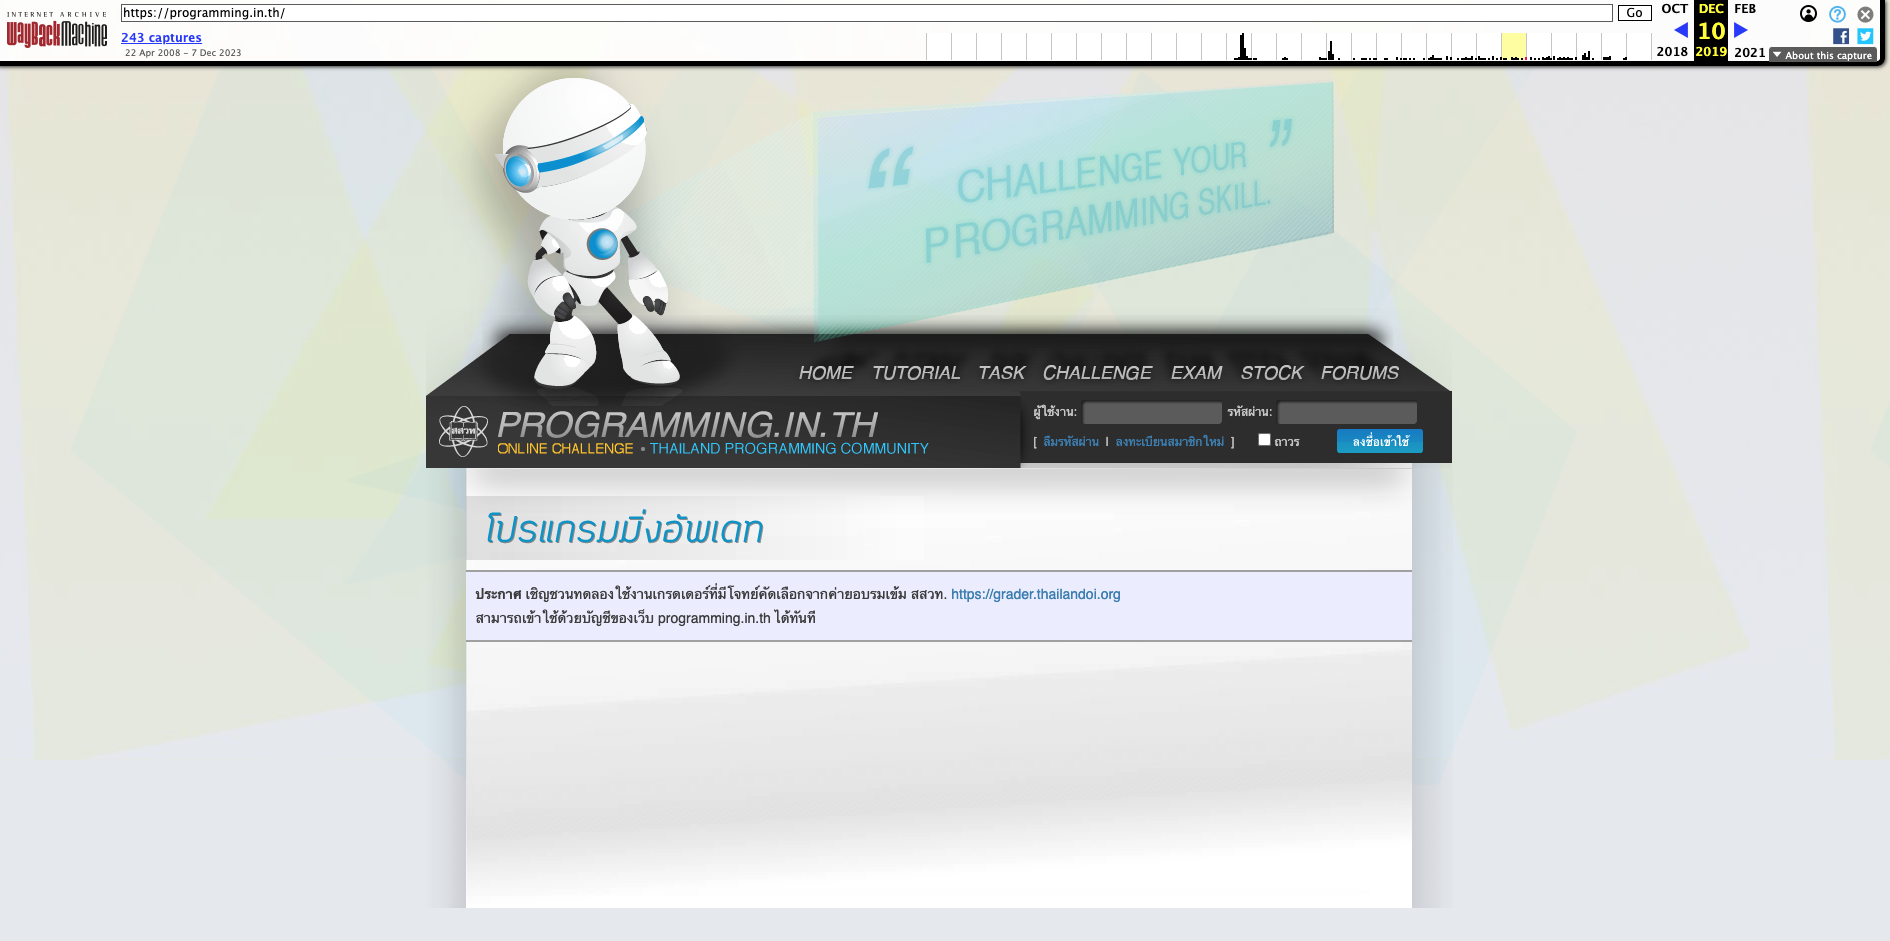 INTERNET ARCHIVE
WayBackMachine
https://programming.in.th/
Go
243 captures
22 Apr 2008 – 7 Dec 2023
OCT DEC FEB
10
2018 2019 2021
About this capture
“ CHALLENGE YOUR ”
PROGRAMMING SKILL.
HOME TUTORIAL TASK CHALLENGE EXAM STOCK FORUMS
สสวท
PROGRAMMING.IN.TH
ONLINE CHALLENGE • THAILAND PROGRAMMING COMMUNITY
ผู้ใช้งาน: รหัสผ่าน:
[ ลืมรหัสผ่าน | ลงทะเบียนสมาชิกใหม่ ] ถาวร ลงชื่อเข้าใช้
โปรแกรมมิ่งอัพเดท
ประกาศ เชิญชวนทดลองใช้งานเกรดเดอร์ที่มีโจทย์คัดเลือกจากค่ายอบรมเข้ม สสวท. https://grader.thailandoi.org
สามารถเข้าใช้ด้วยบัญชีของเว็บ programming.in.th ได้ทันที